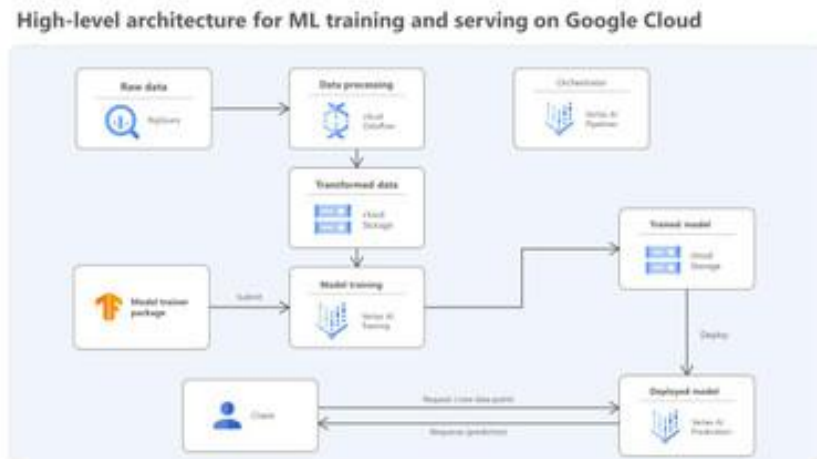 High-level architecture for ML training and serving on Google Cloud
Raw data
BigQuery
Data processing
Cloud
Dataflow
Orchestrator
Vertex AI
Pipelines
Transformed data
Cloud
Storage
Trained model
Cloud
Storage
Model trainer
package
Submit
Model training
Vertex AI
Training
Deploy
Client
Request (new data point)
Response (prediction)
Deployed model
Vertex AI
Prediction